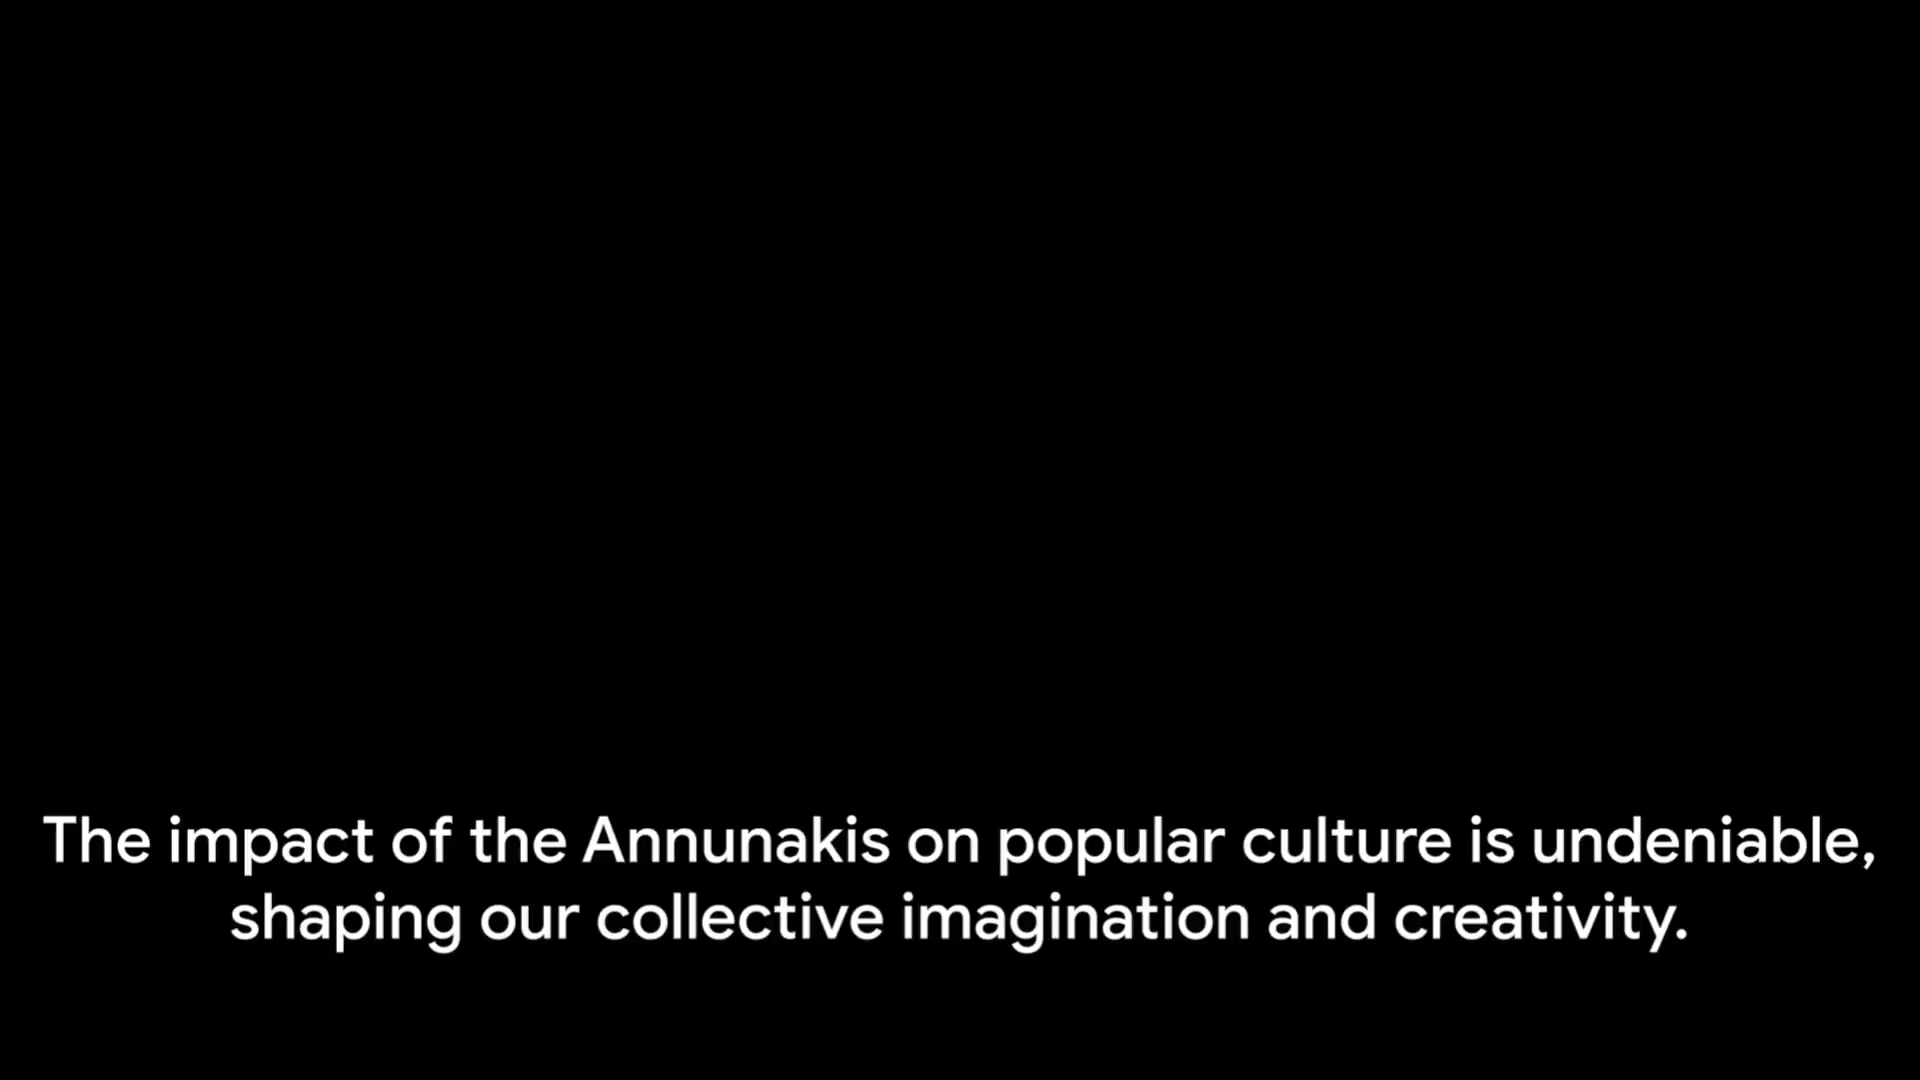 The impact of the Annunakis on popular culture is undeniable,
shaping our collective imagination and creativity.